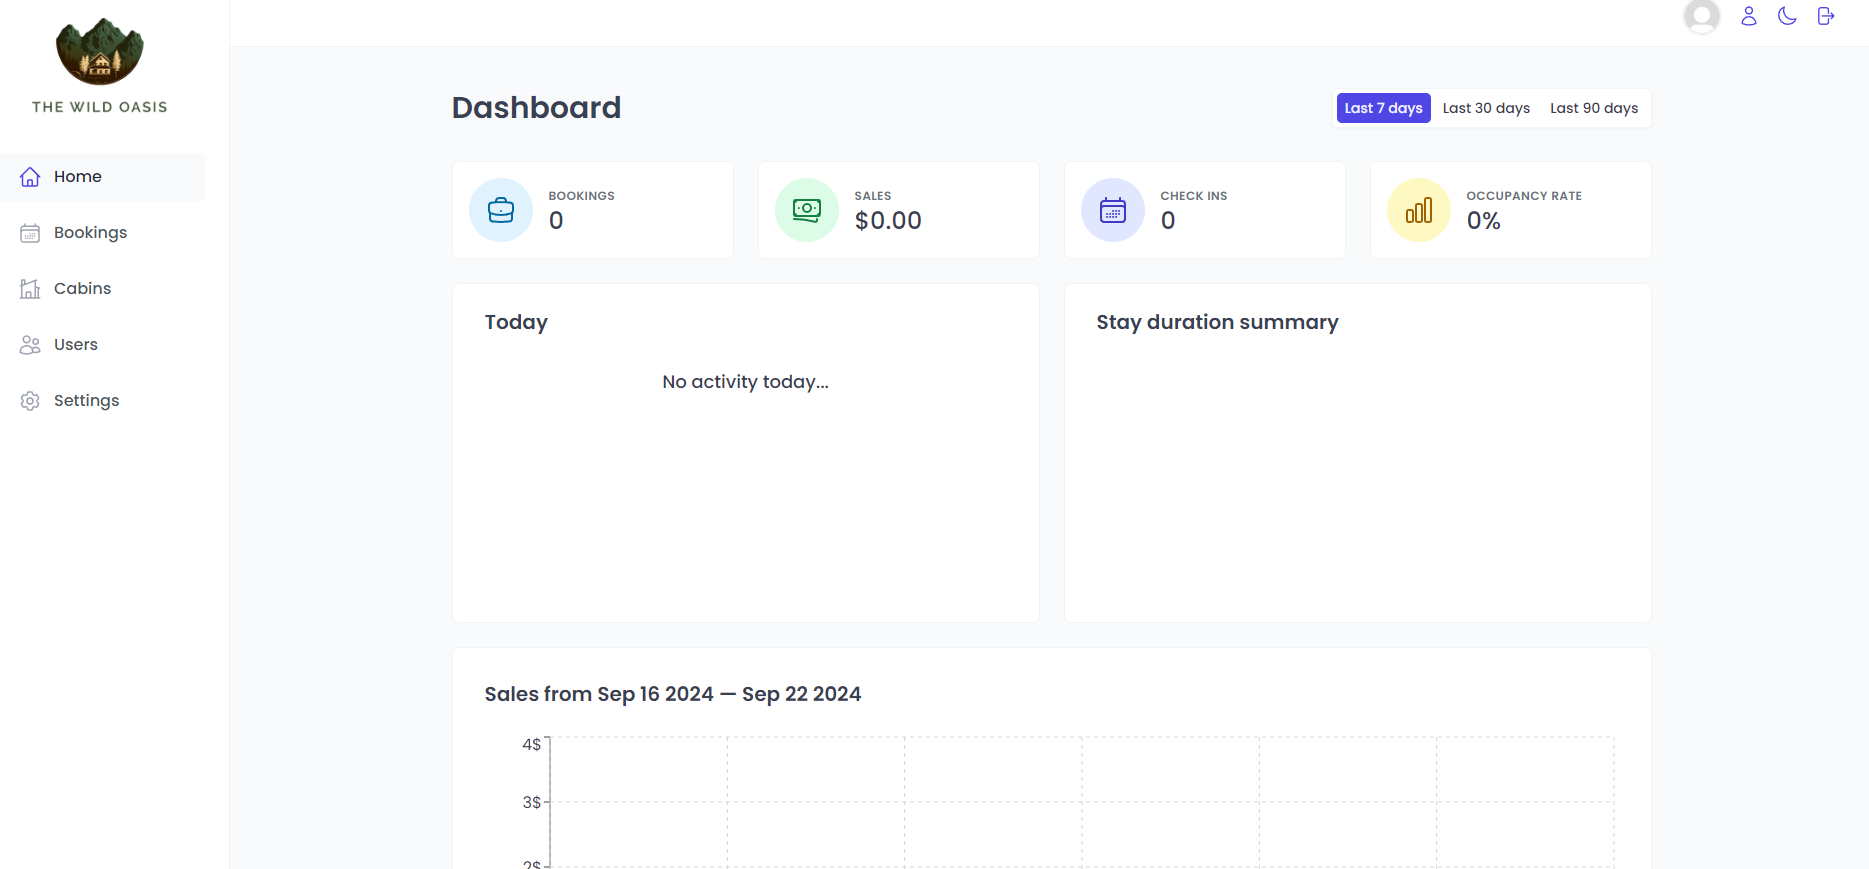 THE WILD OASIS
Home
Bookings
Cabins
Users
Settings
Dashboard
Last 7 days Last 30 days Last 90 days
BOOKINGS
0
SALES
$0.00
CHECK INS
0
OCCUPANCY RATE
0%
Today
No activity today...
Stay duration summary
Sales from Sep 16 2024 — Sep 22 2024
4$
3$
2$